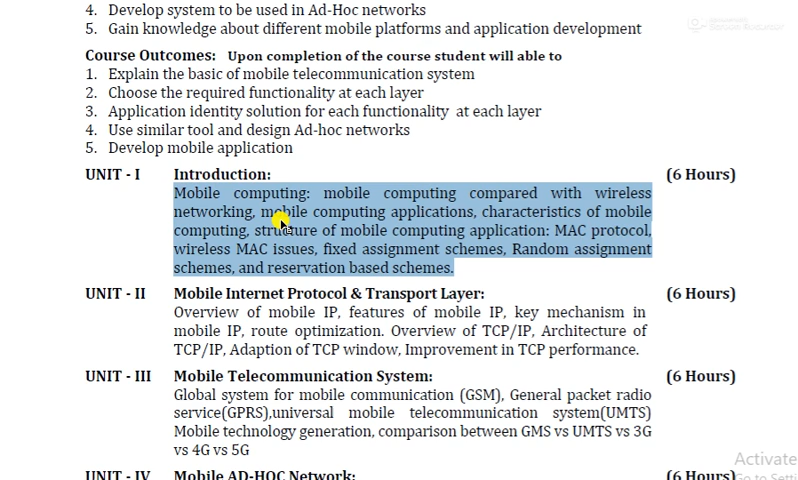 4. Develop system to be used in Ad-Hoc networks
5. Gain knowledge about different mobile platforms and application development
Course Outcomes: Upon completion of the course student will able to
1. Explain the basic of mobile telecommunication system
2. Choose the required functionality at each layer
3. Application identity solution for each functionality at each layer
4. Use similar tool and design Ad-hoc networks
5. Develop mobile application
UNIT - I Introduction: (6 Hours)
Mobile computing: mobile computing compared with wireless
networking, mobile computing applications, characteristics of mobile
computing, structure of mobile computing application: MAC protocol,
wireless MAC issues, fixed assignment schemes, Random assignment
schemes, and reservation based schemes.
UNIT - II Mobile Internet Protocol & Transport Layer: (6 Hours)
Overview of mobile IP, features of mobile IP, key mechanism in
mobile IP, route optimization. Overview of TCP/IP, Architecture of
TCP/IP, Adaption of TCP window, Improvement in TCP performance.
UNIT - III Mobile Telecommunication System: (6 Hours)
Global system for mobile communication (GSM), General packet radio
service(GPRS),universal mobile telecommunication system(UMTS)
Mobile technology generation, comparison between GMS vs UMTS vs 3G
vs 4G vs 5G
UNIT - IV Mobile AD-HOC Network: (6 Hours)
Activate
Go to Setti